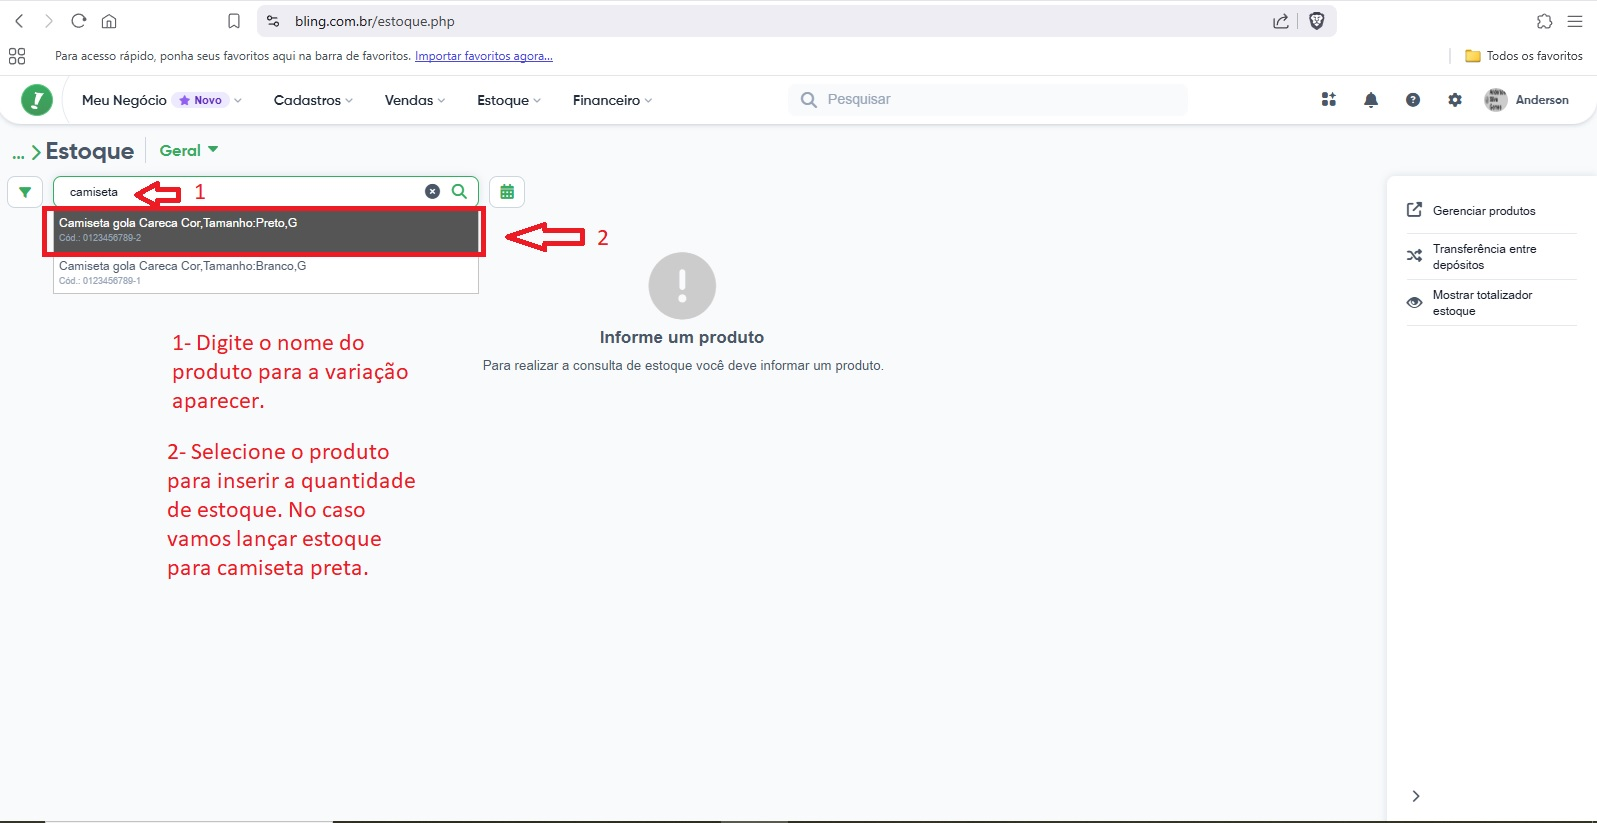 bling.com.br/estoque.php
Para acesso rápido, ponha seus favoritos aqui na barra de favoritos. Importar favoritos agora...
Todos os favoritos
Meu Negócio
Novo
Cadastros
Vendas
Estoque
Financeiro
Pesquisar
Anderson
... Estoque
Geral
camiseta
1
Camiseta gola Careca Cor,Tamanho:Preto,G
Cód.: 0123456789-2
2
Camiseta gola Careca Cor,Tamanho:Branco,G
Cód.: 0123456789-1
Informe um produto
Para realizar a consulta de estoque você deve informar um produto.
1- Digite o nome do
produto para a variação
aparecer.
2- Selecione o produto
para inserir a quantidade
de estoque. No caso
vamos lançar estoque
para camiseta preta.
Gerenciar produtos
Transferência entre
depósitos
Mostrar totalizador
estoque